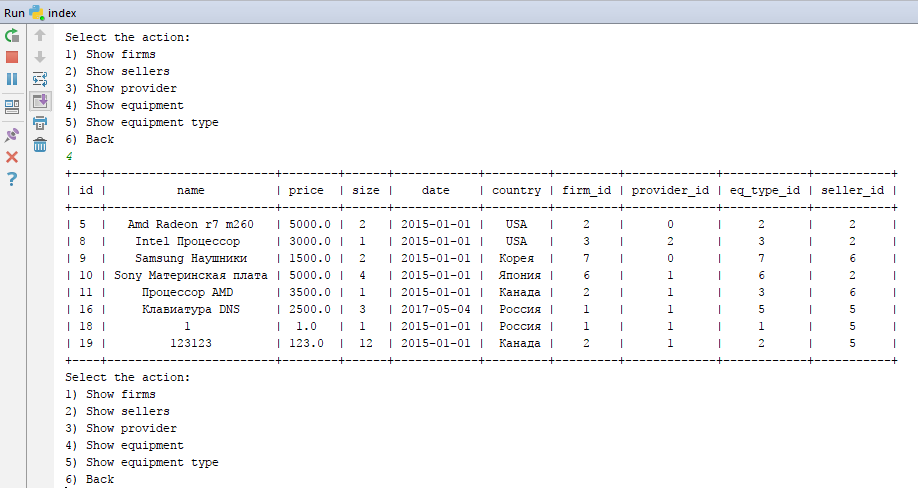 Run index
Select the action:
1) Show firms
2) Show sellers
3) Show provider
4) Show equipment
5) Show equipment type
6) Back
4
+----+-----------------------+--------+------+------------+---------+---------+-------------+------------+-----------+
| id |          name         | price  | size |    date    | country | firm_id | provider_id | eq_type_id | seller_id |
+----+-----------------------+--------+------+------------+---------+---------+-------------+------------+-----------+
| 5  |   Amd Radeon r7 m260  | 5000.0 |  2   | 2015-01-01 |   USA   |    2    |      0      |     2      |     2     |
| 8  |    Intel Процессор    | 3000.0 |  1   | 2015-01-01 |   USA   |    3    |      2      |     3      |     2     |
| 9  |    Samsung Наушники   | 1500.0 |  2   | 2015-01-01 |  Корея  |    7    |      0      |     7      |     6     |
| 10 | Sony Материнская плата | 5000.0 |  4   | 2015-01-01 |  Япония |    6    |      1      |     6      |     2     |
| 11 |     Процессор AMD     | 3500.0 |  1   | 2015-01-01 |  Канада |    2    |      1      |     3      |     6     |
| 16 |     Клавиатура DNS    | 2500.0 |  3   | 2017-05-04 |  Россия |    1    |      1      |     5      |     5     |
| 18 |           1           |  1.0   |  1   | 2015-01-01 |  Россия |    1    |      1      |     1      |     5     |
| 19 |         123123        | 123.0  |  12  | 2015-01-01 |  Канада |    2    |      1      |     2      |     5     |
+----+-----------------------+--------+------+------------+---------+---------+-------------+------------+-----------+
Select the action:
1) Show firms
2) Show sellers
3) Show provider
4) Show equipment
5) Show equipment type
6) Back